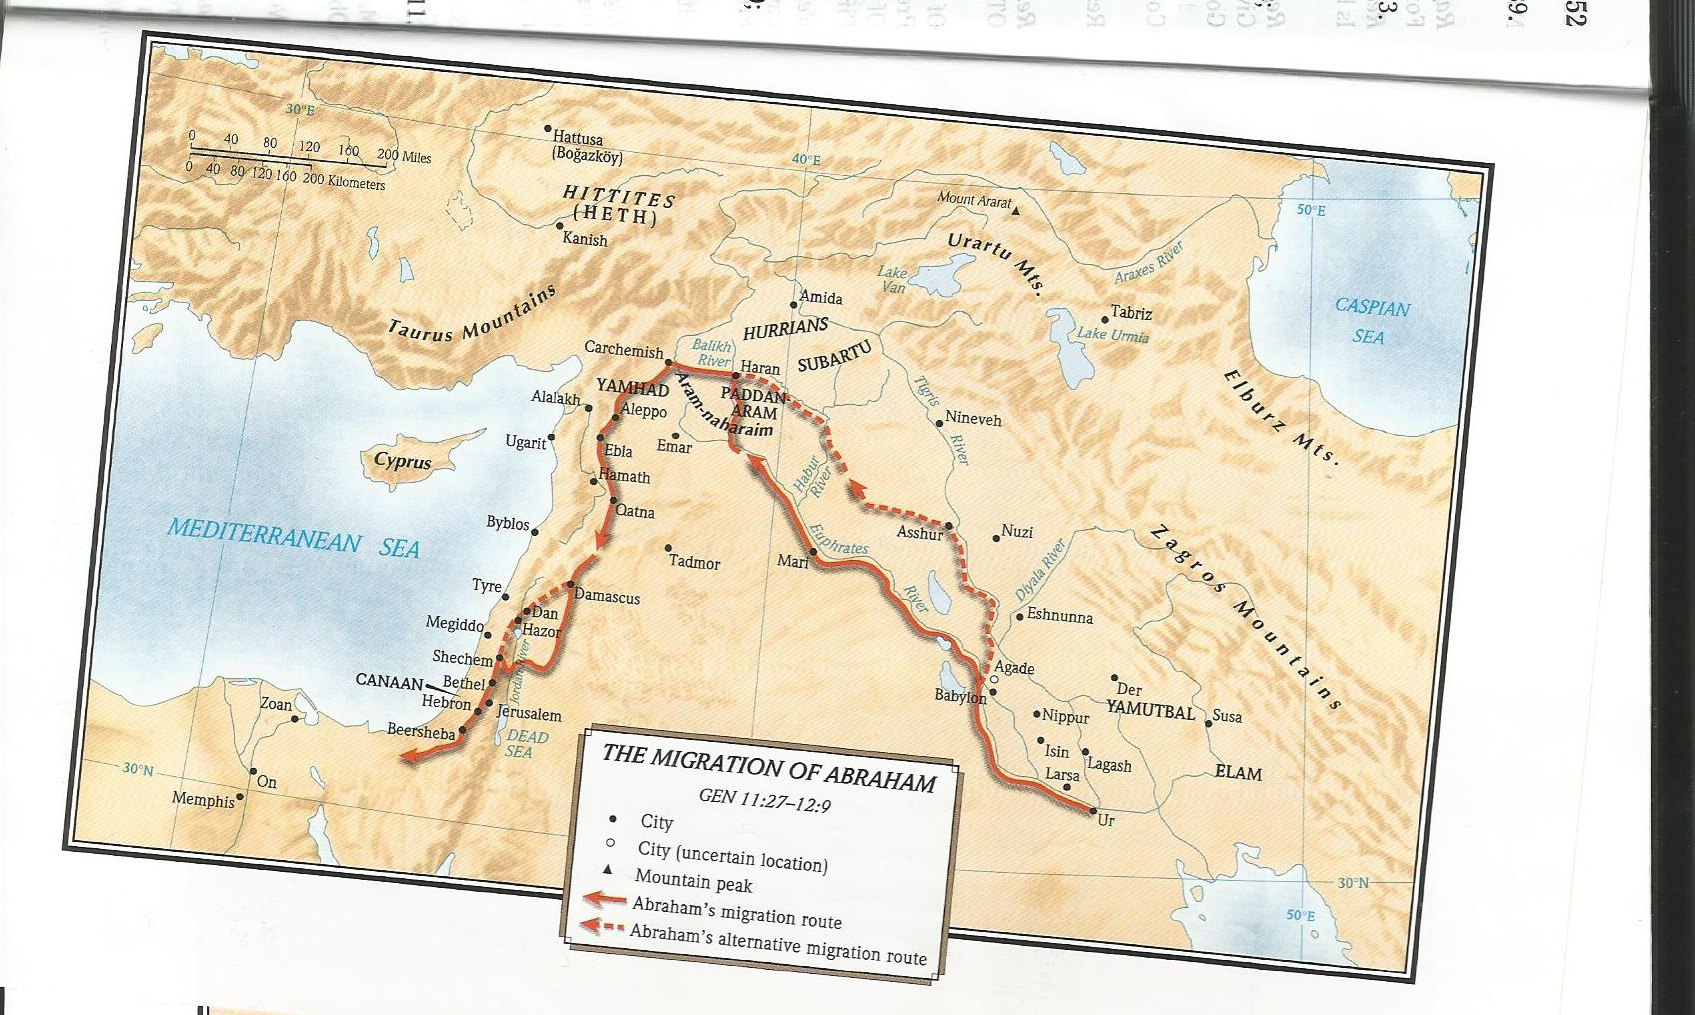 52
9.
3.
11.
30°E
0 40 80 120 160 200 Miles
0 40 80 120 160 200 Kilometers
Hattusa
(Boğazköy)
HITTITES
(HETH)
Kanish
40°E
Mount Ararat
Urartu Mts.
Araxes River
50°E
CASPIAN
SEA
Lake
Van
Tabriz
Lake Urmia
Elburz Mts.
Taurus Mountains
Amida
HURRIANS
SUBARTU
Balikh
River
Carchemish
Haran
PADDAN-
ARAM
Aram-naharaim
YAMHAD
Alalakh
Aleppo
Ugarit
Ebla
Emar
Cyprus
Hamath
Qatna
Habur
River
Tigris
River
Nineveh
Asshur
Nuzi
Zagros Mountains
Diyala River
MEDITERRANEAN SEA
Byblos
Tadmor
Mari
Euphrates
River
Eshnunna
Tyre
Damascus
Dan
Hazor
Megiddo
Shechem
Jordan River
CANAAN
Bethel
Hebron
Jerusalem
Beersheba
DEAD
SEA
Zoan
On
Memphis
30°N
Agade
Babylon
Der
YAMUTBAL
Susa
Nippur
Isin
Lagash
Larsa
ELAM
Ur
30°N
50°E
THE MIGRATION OF ABRAHAM
GEN 11:27–12:9
City
City (uncertain location)
Mountain peak
Abraham's migration route
Abraham's alternative migration route